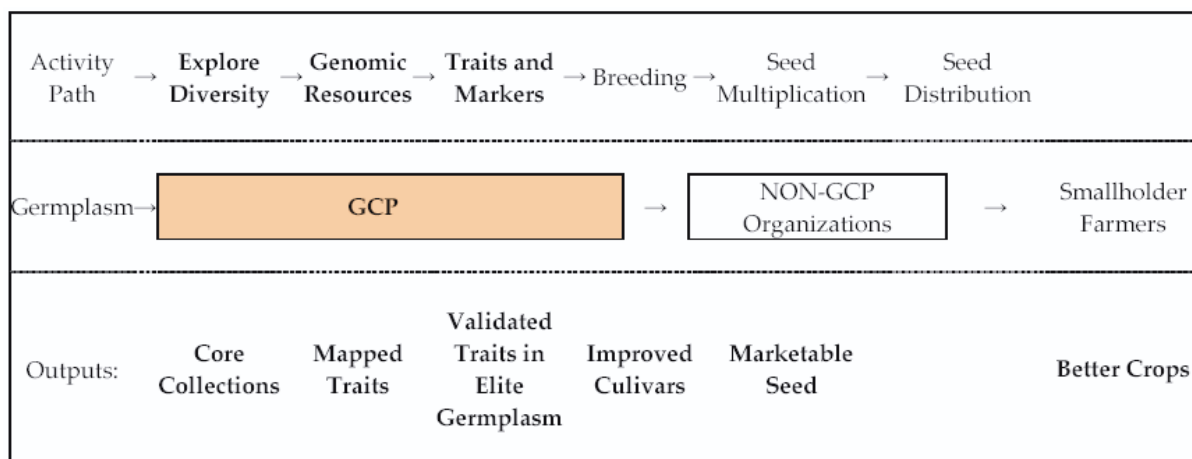 Activity Path → Explore Diversity → Genomic Resources → Traits and Markers → Breeding → Seed Multiplication → Seed Distribution
Germplasm→ GCP → NON-GCP Organizations → Smallholder Farmers
Outputs: Core Collections Mapped Traits Validated Traits in Elite Germplasm Improved Culivars Marketable Seed Better Crops